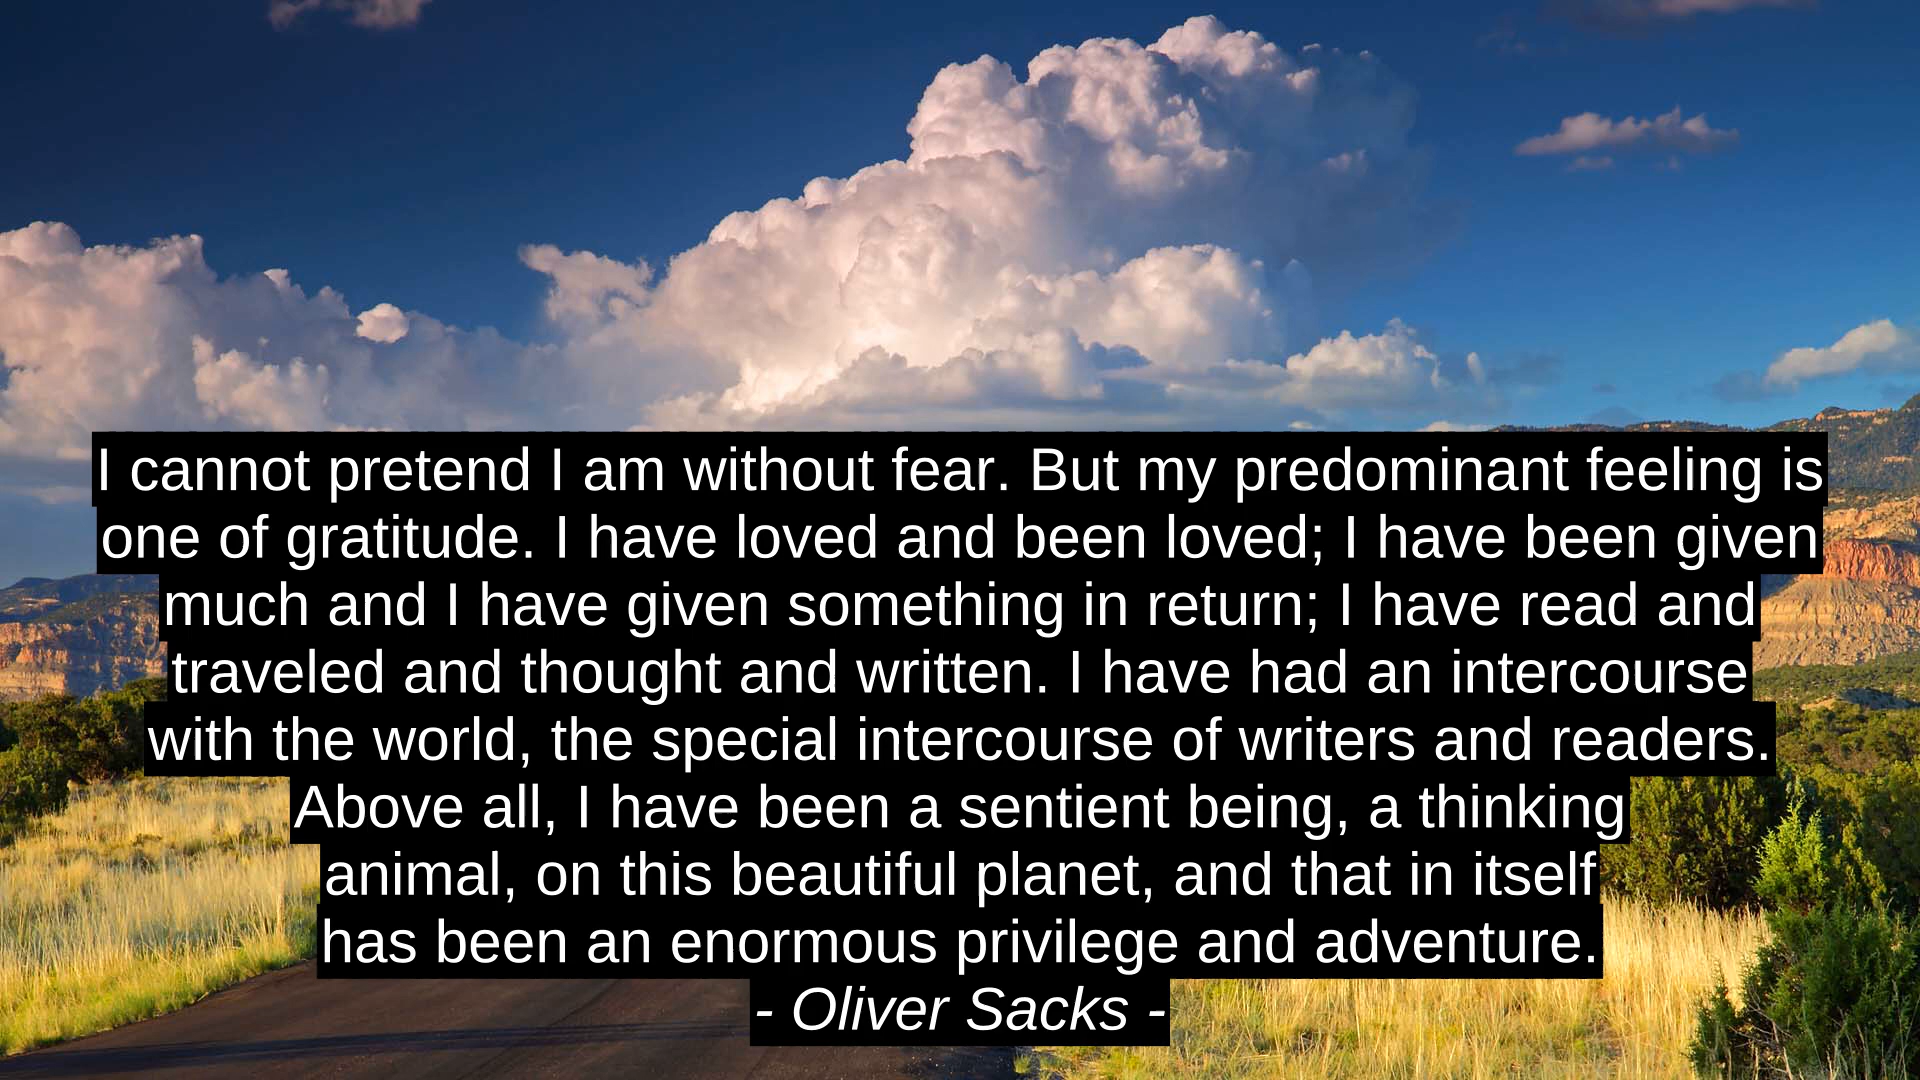 I cannot pretend I am without fear. But my predominant feeling is
one of gratitude. I have loved and been loved; I have been given
much and I have given something in return; I have read and
traveled and thought and written. I have had an intercourse
with the world, the special intercourse of writers and readers.
Above all, I have been a sentient being, a thinking
animal, on this beautiful planet, and that in itself
has been an enormous privilege and adventure.
- Oliver Sacks -